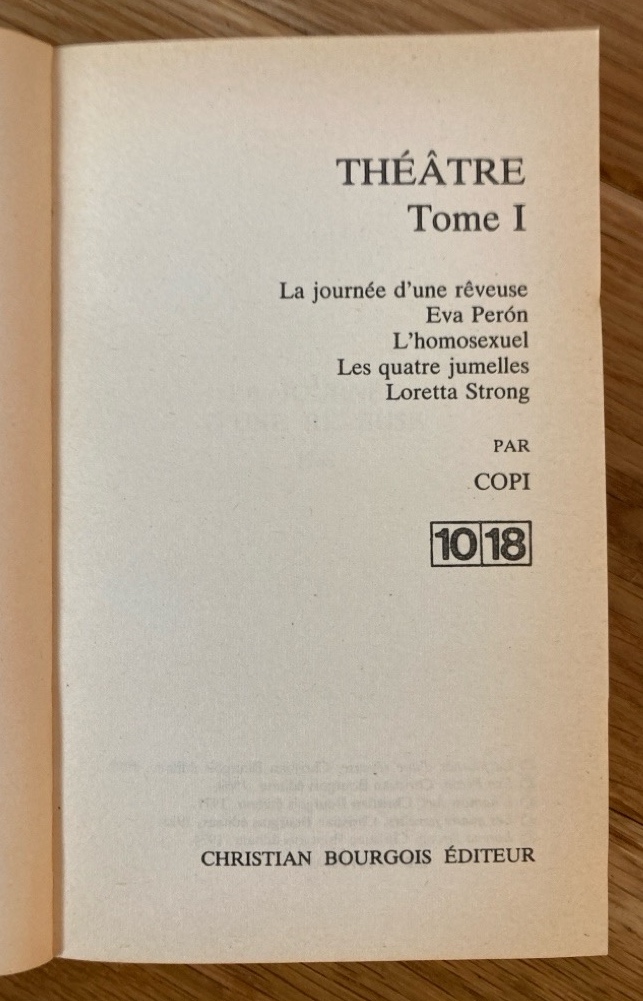 THÉÂTRE
Tome I
La journée d'une rêveuse
Eva Perón
L'homosexuel
Les quatre jumelles
Loretta Strong
PAR
COPI
10 18
CHRISTIAN BOURGOIS ÉDITEUR